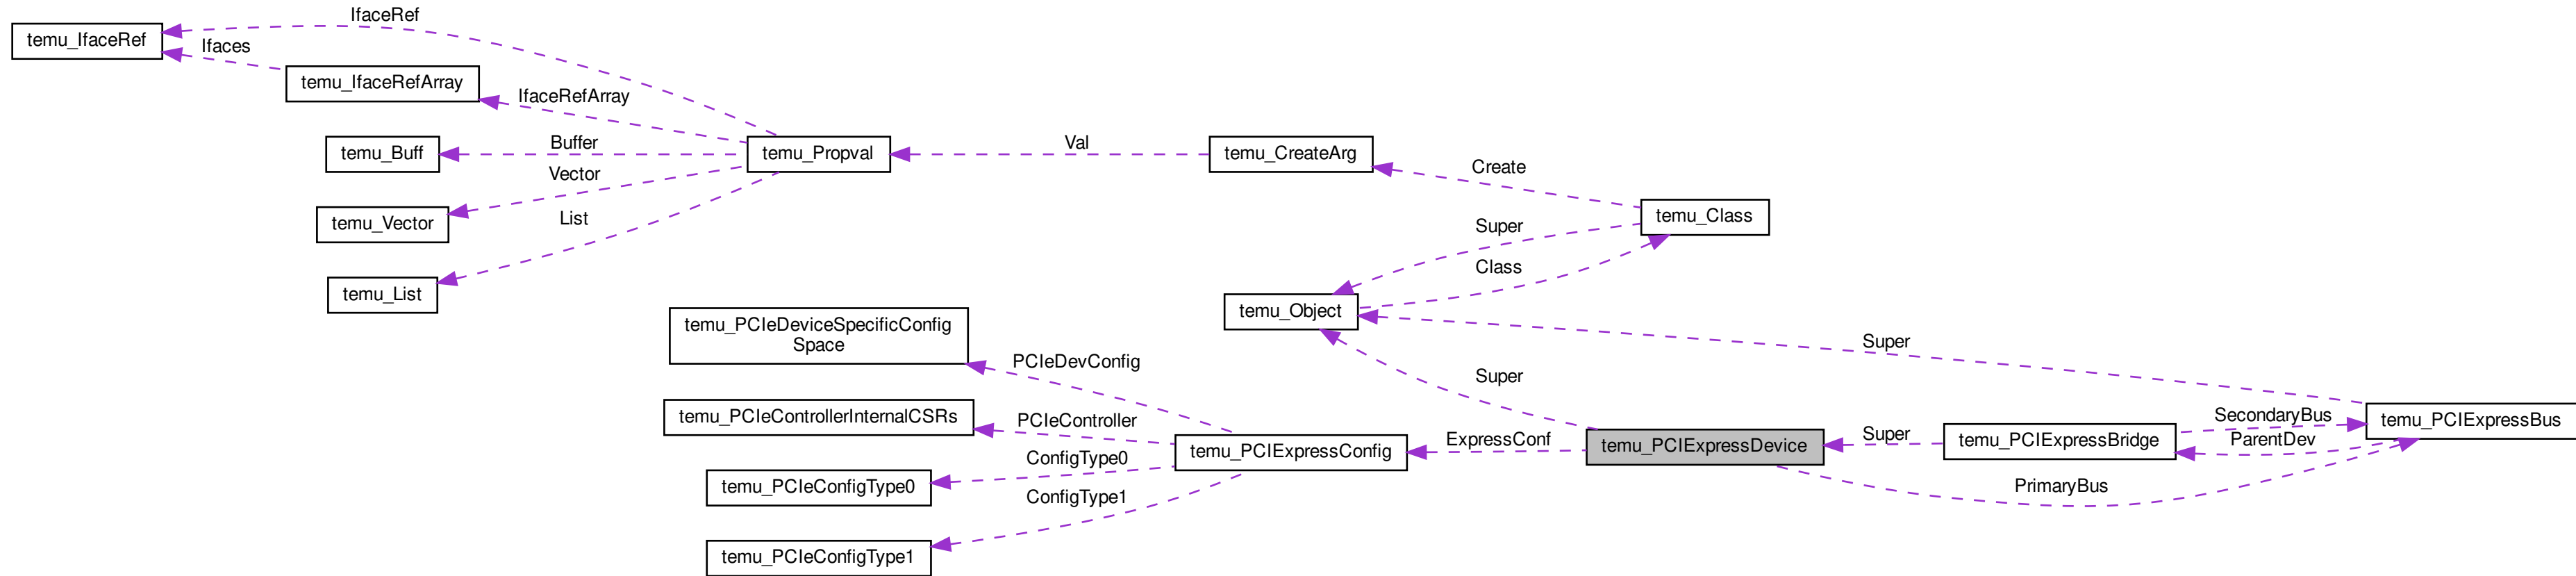 IfaceRef
temu_IfaceRef
Ifaces
temu_IfaceRefArray
IfaceRefArray
Buffer
temu_Buff
temu_Propval
Val
temu_CreateArg
Vector
Create
temu_Vector
List
temu_Class
Super
temu_List
Class
temu_Object
temu_PCIeDeviceSpecificConfig
Space
PCIeDevConfig
Super
Super
temu_PCIeControllerInternalCSRs
PCIeController
temu_PCIExpressConfig
ExpressConf
temu_PCIExpressDevice
Super
temu_PCIExpressBridge
SecondaryBus
ParentDev
temu_PCIExpressBus
ConfigType0
temu_PCIeConfigType0
PrimaryBus
ConfigType1
temu_PCIeConfigType1